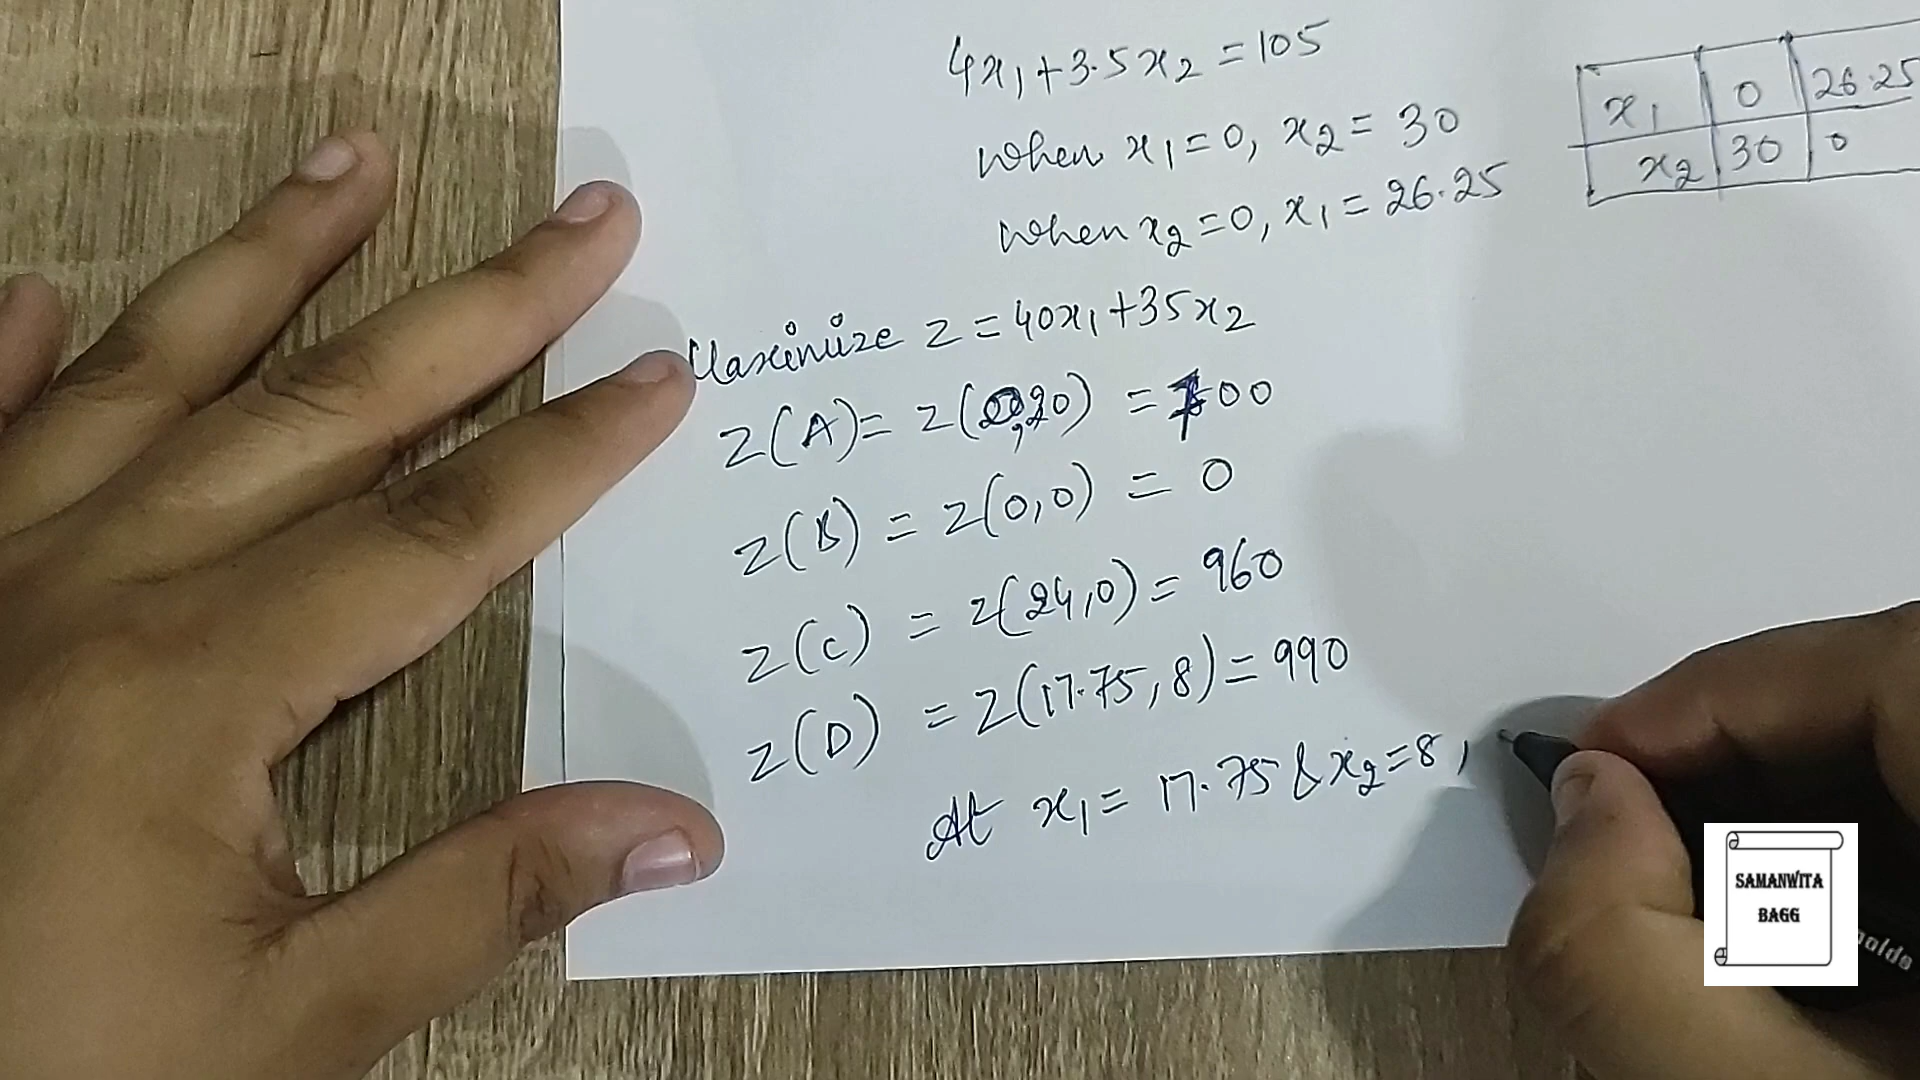 4x₁+3.5x₂=105
when x₁=0, x₂=30
when x₂=0, x₁=26.25
x₁ 0 26.25
x₂ 30 0
Maximize z=40x₁+35x₂
Z(A)= z(0,20) = 700
Z(B) = z(0,0) = 0
Z(C) = z(24,0) = 960
Z(D) = Z(17.75,8)=990
At x₁= 17.75 & x₂=8,
SAMANWITA
BAGG